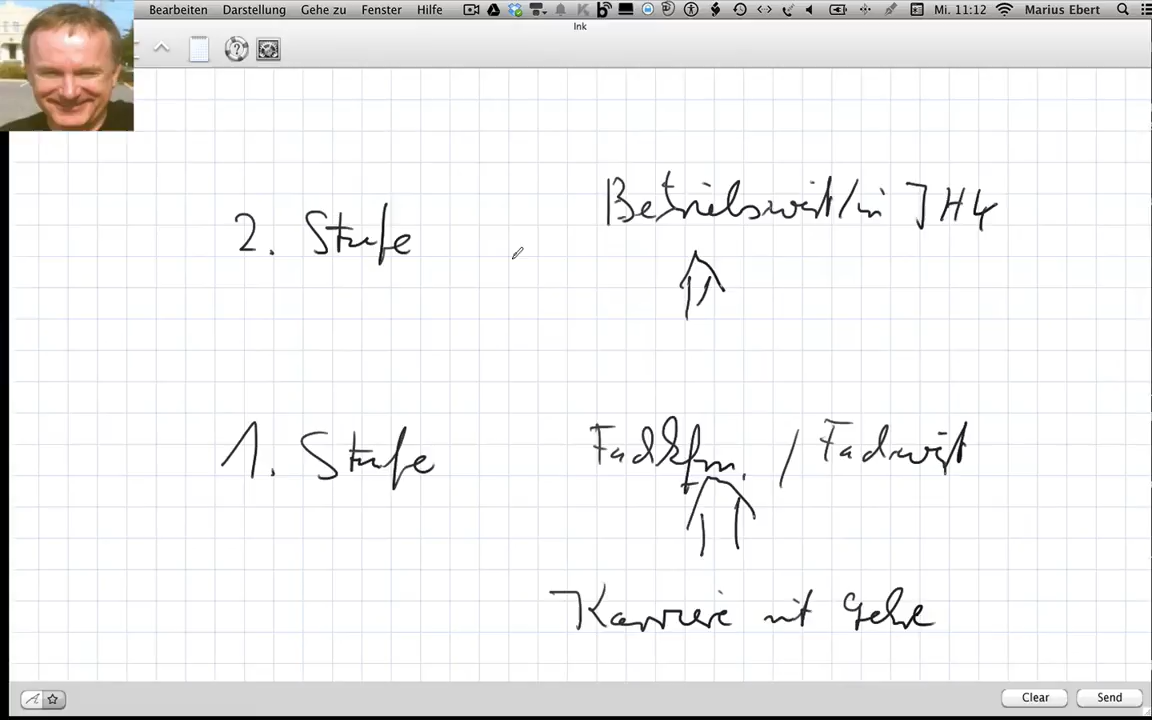 Bearbeiten Darstellung Gehe zu Fenster Hilfe Mi. 11:12 Marius Ebert
Ink
2. Stufe Betriebswirt/in IHK
1. Stufe Fachkfm. / Fachwirt
Karriere mit Lehre
Clear Send